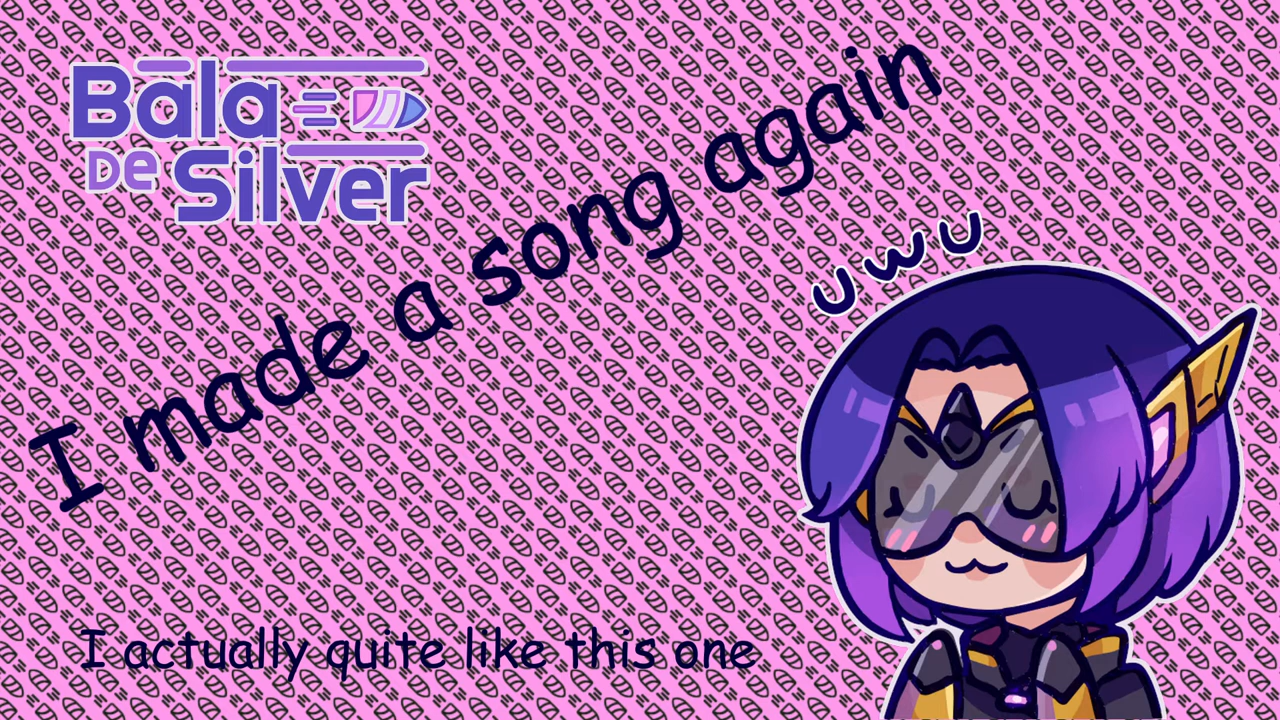 Bala
De Silver
I made a song again
uwu
I actually quite like this one